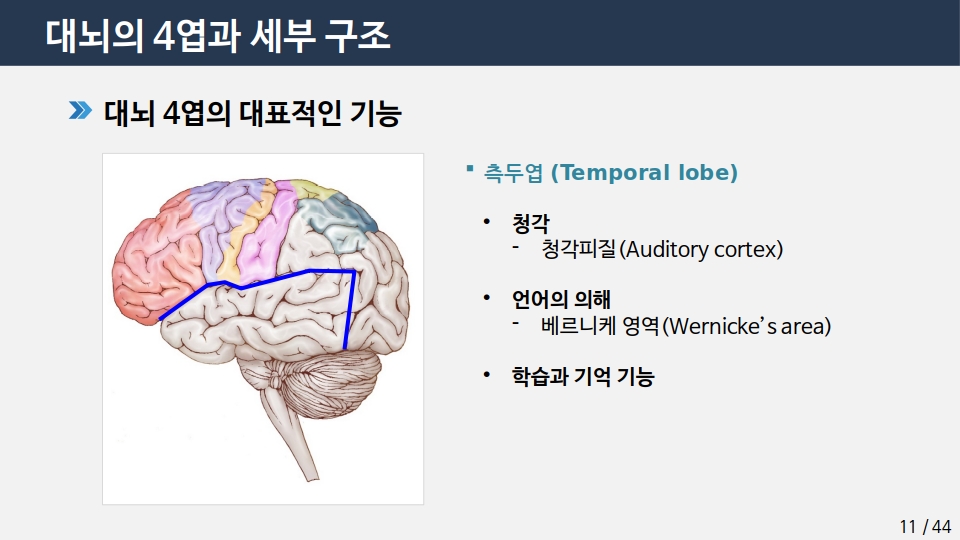 대뇌의 4엽과 세부 구조
대뇌 4엽의 대표적인 기능
▪ 측두엽 (Temporal lobe)
• 청각
- 청각피질(Auditory cortex)
• 언어의 의해
- 베르니케 영역(Wernicke’s area)
• 학습과 기억 기능
11 / 44